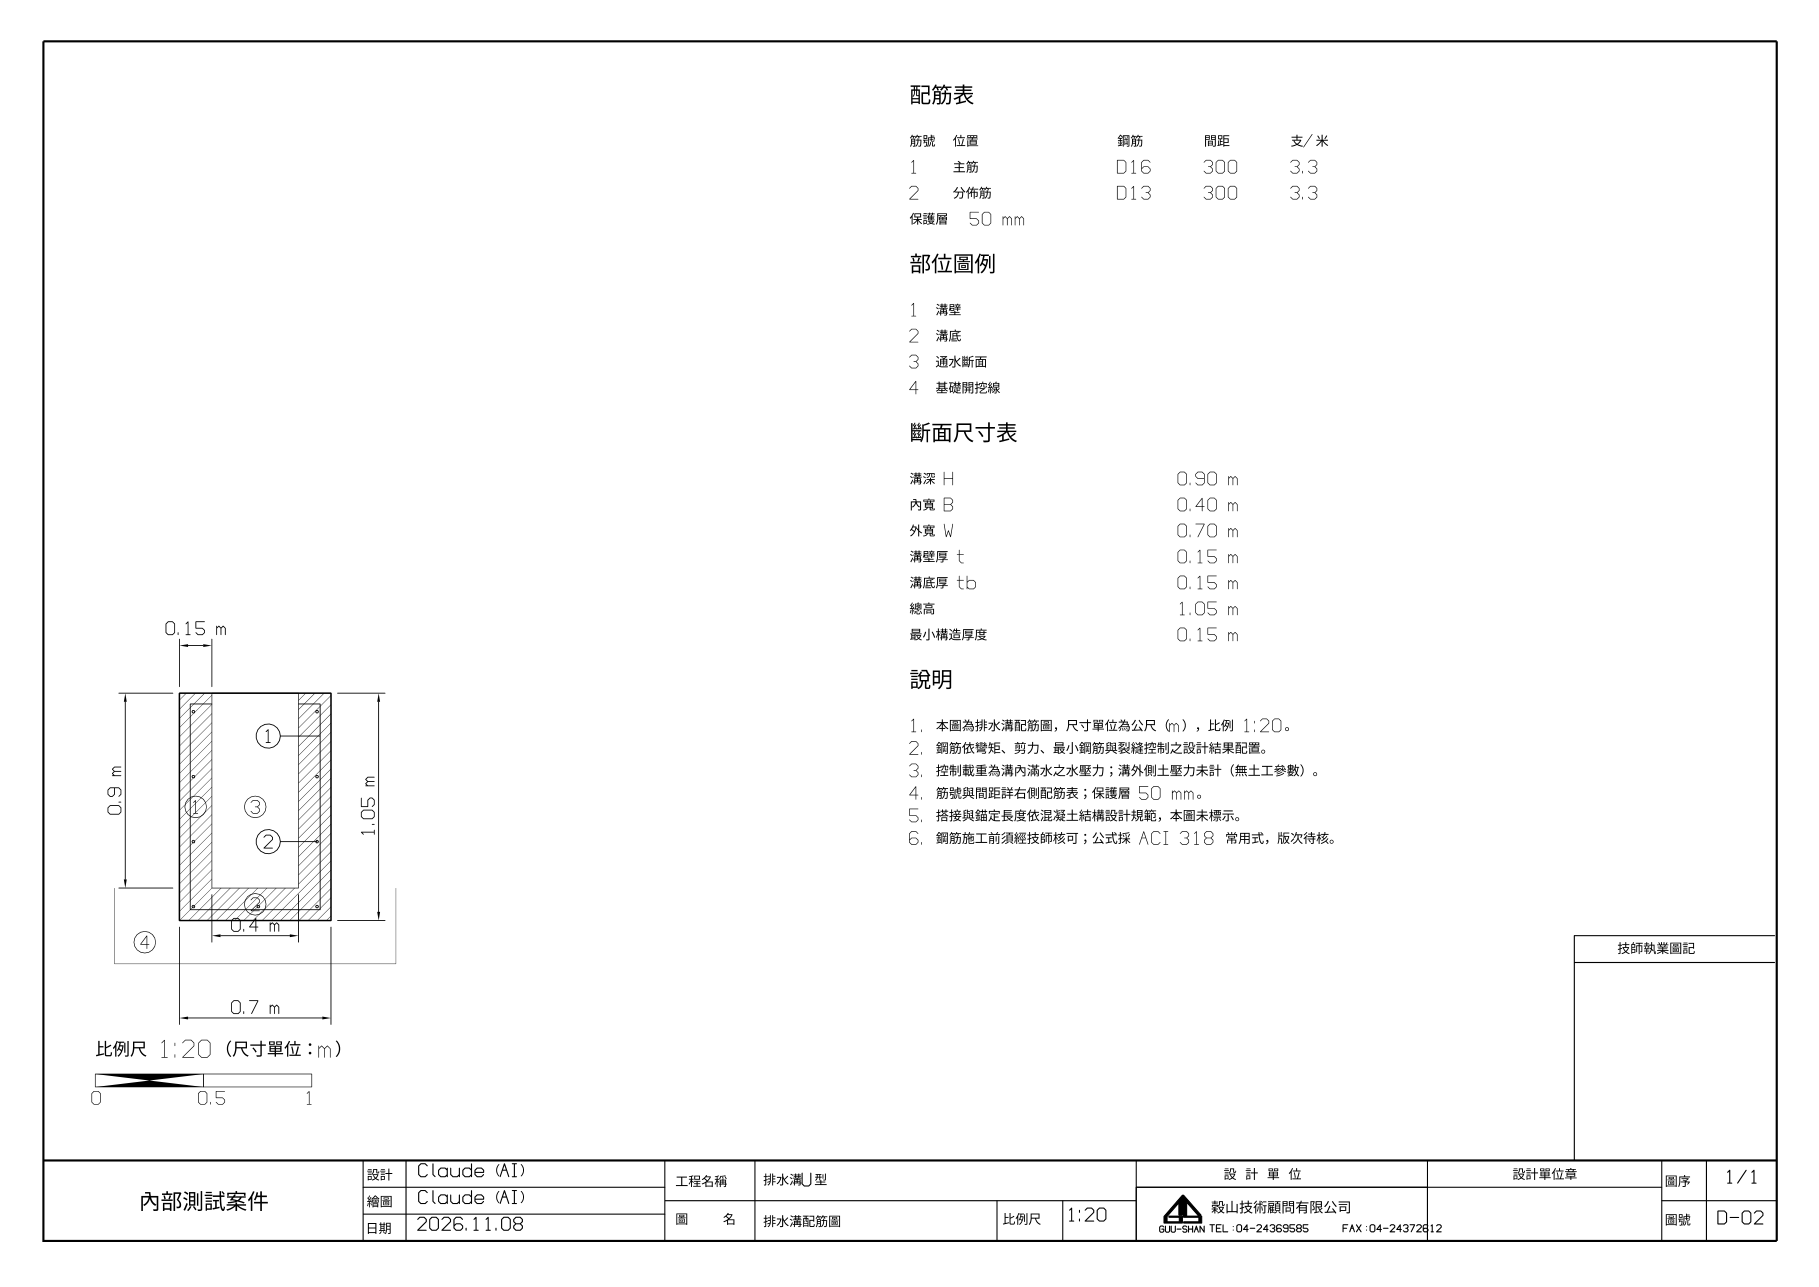 配筋表
筋號 位置 鋼筋 間距 支/米
1 主筋 D16 300 3.3
2 分佈筋 D13 300 3.3
保護層 50 mm
部位圖例
1 溝壁
2 溝底
3 通水斷面
4 基礎開挖線
斷面尺寸表
溝深 H 0.90 m
內寬 B 0.40 m
外寬 W 0.70 m
溝壁厚 t 0.15 m
溝底厚 tb 0.15 m
總高 1.05 m
最小構造厚度 0.15 m
說明
1. 本圖為排水溝配筋圖，尺寸單位為公尺（m），比例 1:20。
2. 鋼筋依彎矩、剪力、最小鋼筋與裂縫控制之設計結果配置。
3. 控制載重為溝內滿水之水壓力；溝外側土壓力未計（無土工參數）。
4. 筋號與間距詳右側配筋表；保護層 50 mm。
5. 搭接與錨定長度依混凝土結構設計規範，本圖未標示。
6. 鋼筋施工前須經技師核可；公式採 ACI 318 常用式，版次待核。
0.15 m
0.9 m
1.05 m
1
1
3
2
2
0.4 m
4
0.7 m
比例尺 1:20 （尺寸單位：m）
0 0.5 1
技師執業圖記
內部測試案件
設計 Claude (AI)
繪圖 Claude (AI)
日期 2026.11.08
工程名稱 排水溝U型
圖名 排水溝配筋圖
比例尺 1:20
設計單位
穀山技術顧問有限公司
GUU-SHAN TEL:04-24369585 FAX:04-24372612
設計單位章
圖序 1/1
圖號 D-02